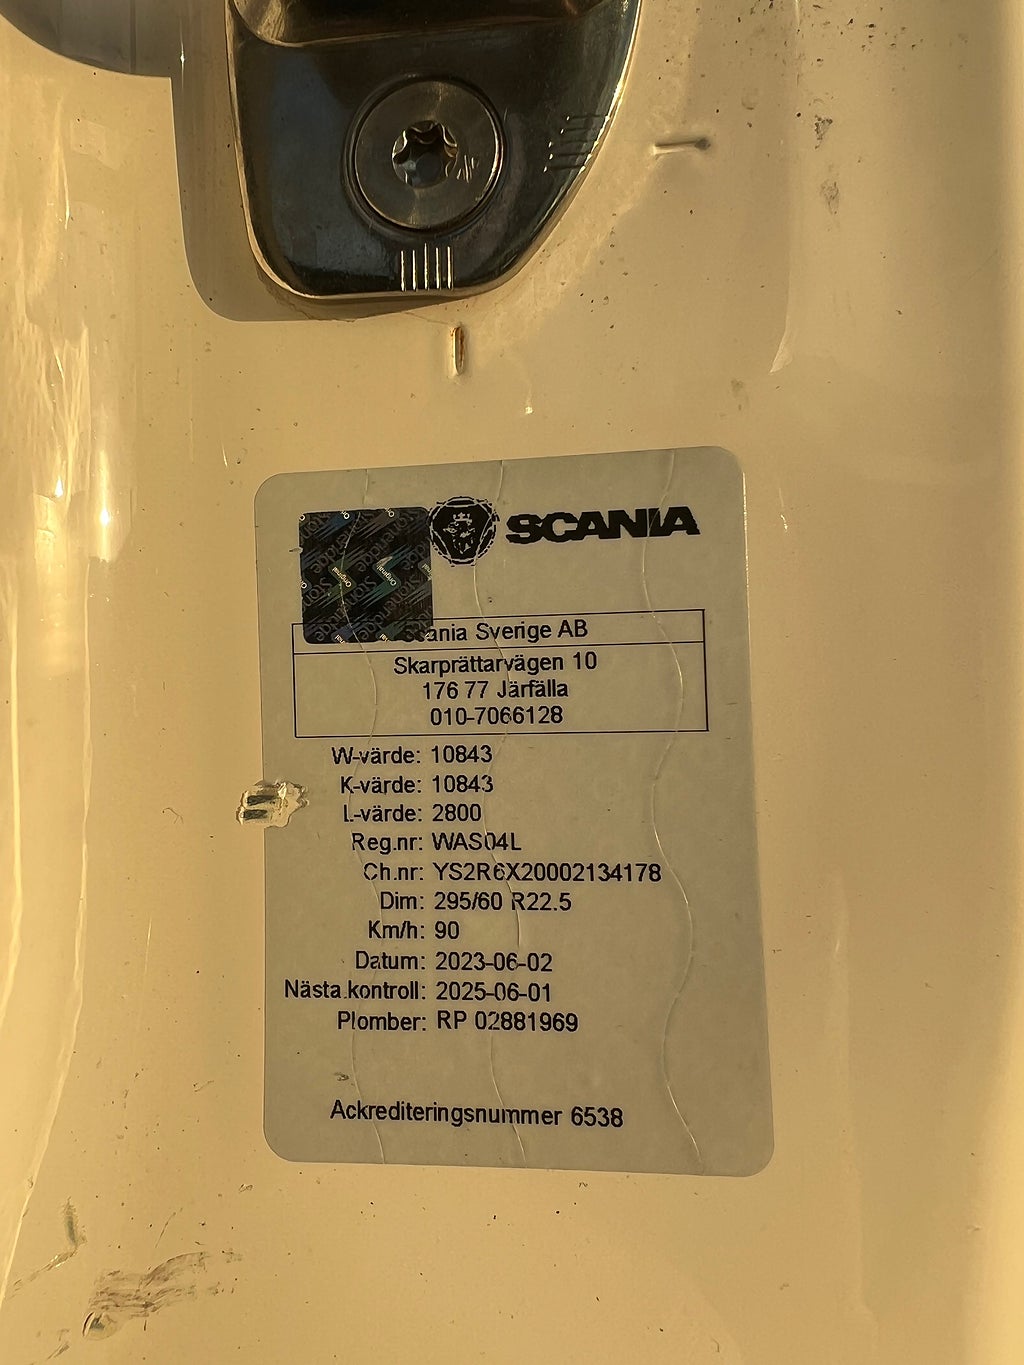 SCANIA
Scania Sverige AB
Skarprättarvägen 10
176 77 Järfälla
010-7066128
W-värde: 10843
K-värde: 10843
L-värde: 2800
Reg.nr: WAS04L
Ch.nr: YS2R6X20002134178
Dim: 295/60 R22.5
Km/h: 90
Datum: 2023-06-02
Nästa kontroll: 2025-06-01
Plomber: RP 02881969
Ackrediteringsnummer 6538